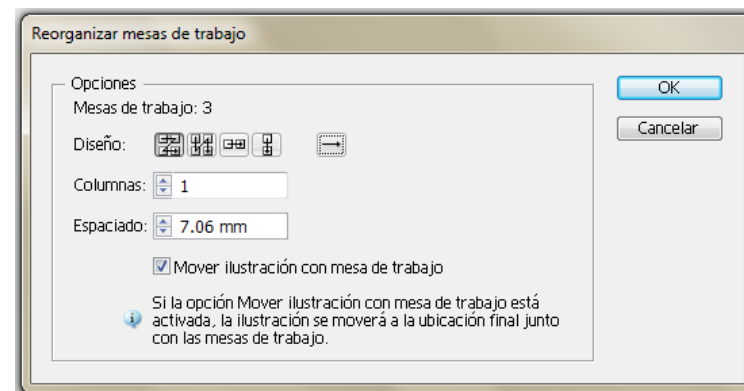 Reorganizar mesas de trabajo
Opciones
Mesas de trabajo: 3
Diseño:
Columnas: 1
Espaciado: 7.06 mm
Mover ilustración con mesa de trabajo
Si la opción Mover ilustración con mesa de trabajo está
activada, la ilustración se moverá a la ubicación final junto
con las mesas de trabajo.
OK
Cancelar